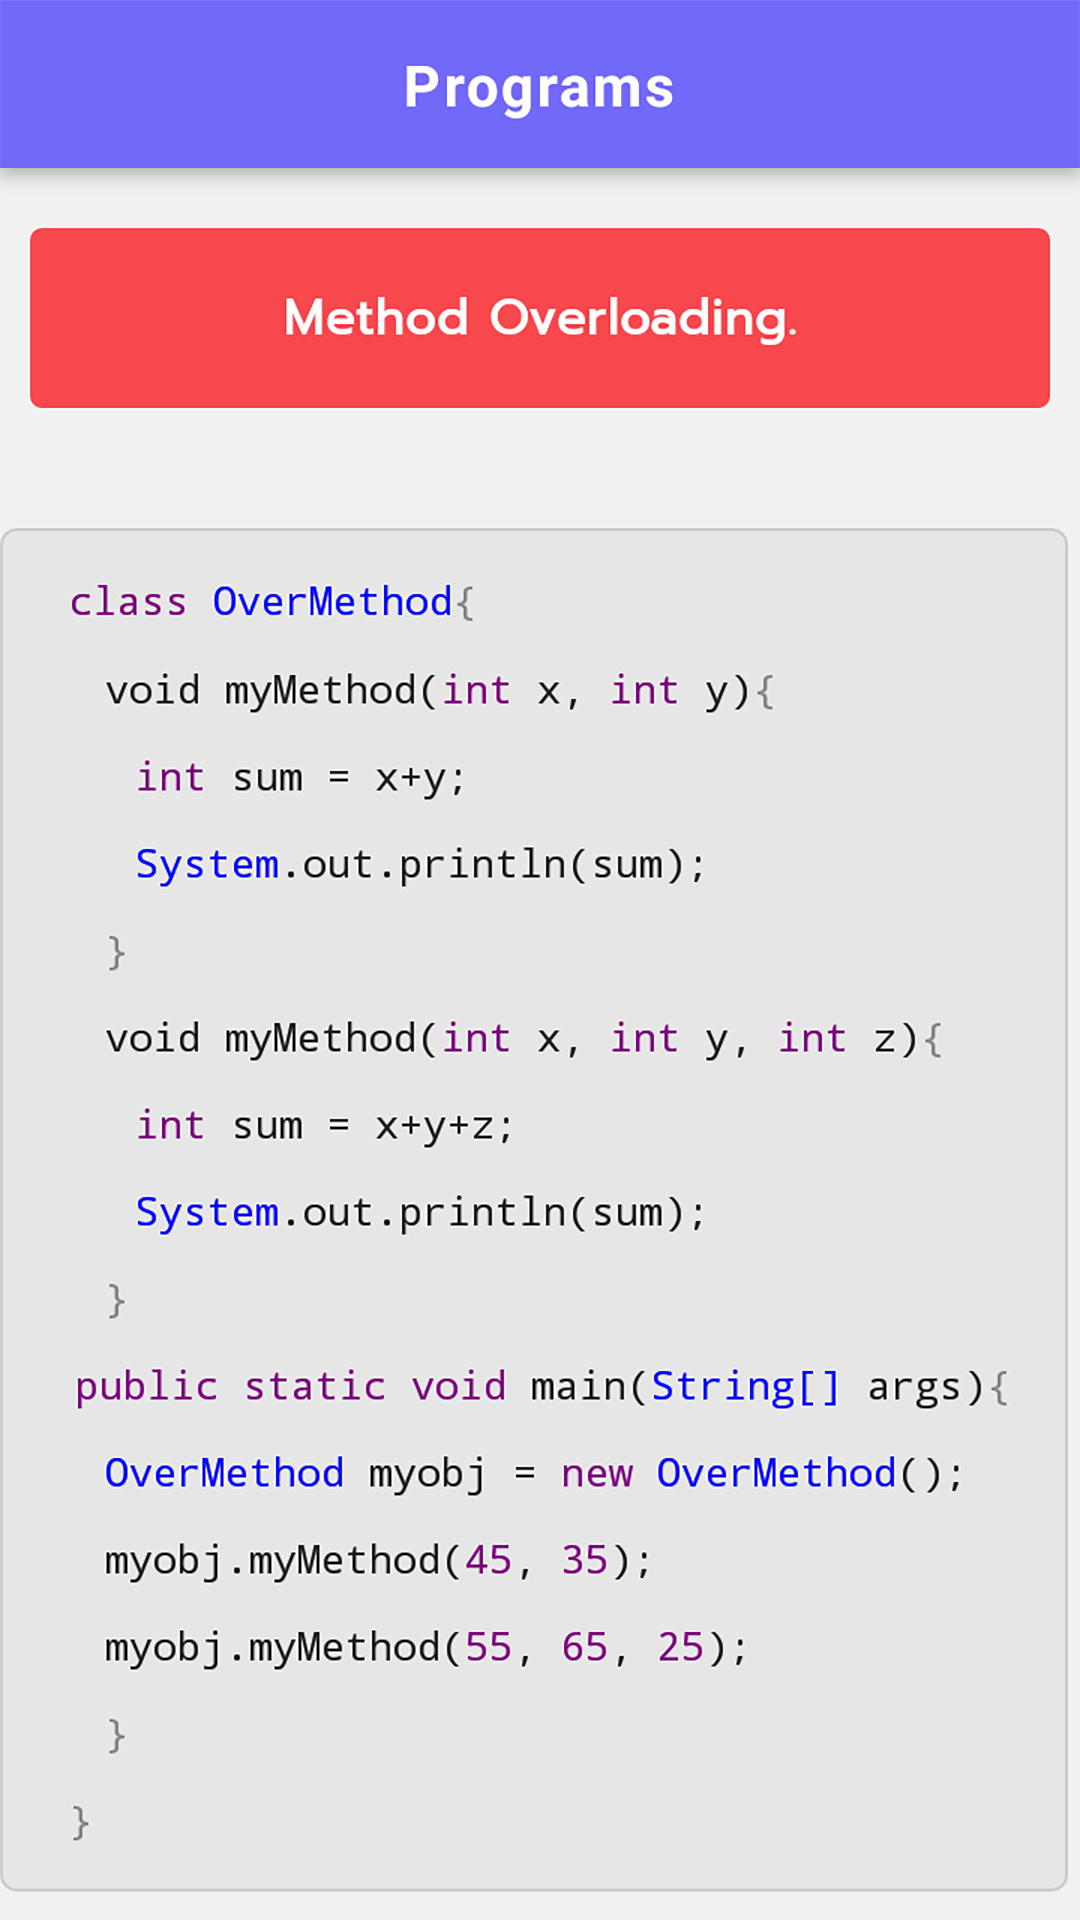 Programs
Method Overloading.
class OverMethod{
void myMethod(int x, int y){
int sum = x+y;
System.out.println(sum);
}
void myMethod(int x, int y, int z){
int sum = x+y+z;
System.out.println(sum);
}
public static void main(String[] args){
OverMethod myobj = new OverMethod();
myobj.myMethod(45, 35);
myobj.myMethod(55, 65, 25);
}
}